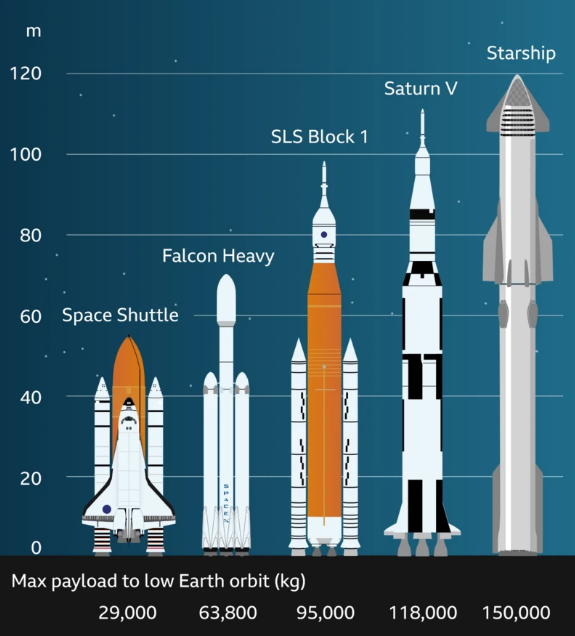 m
120
100
80
60
40
20
0
Starship
Saturn V
SLS Block 1
Falcon Heavy
Space Shuttle
SPACEX
Max payload to low Earth orbit (kg)
29,000 63,800 95,000 118,000 150,000